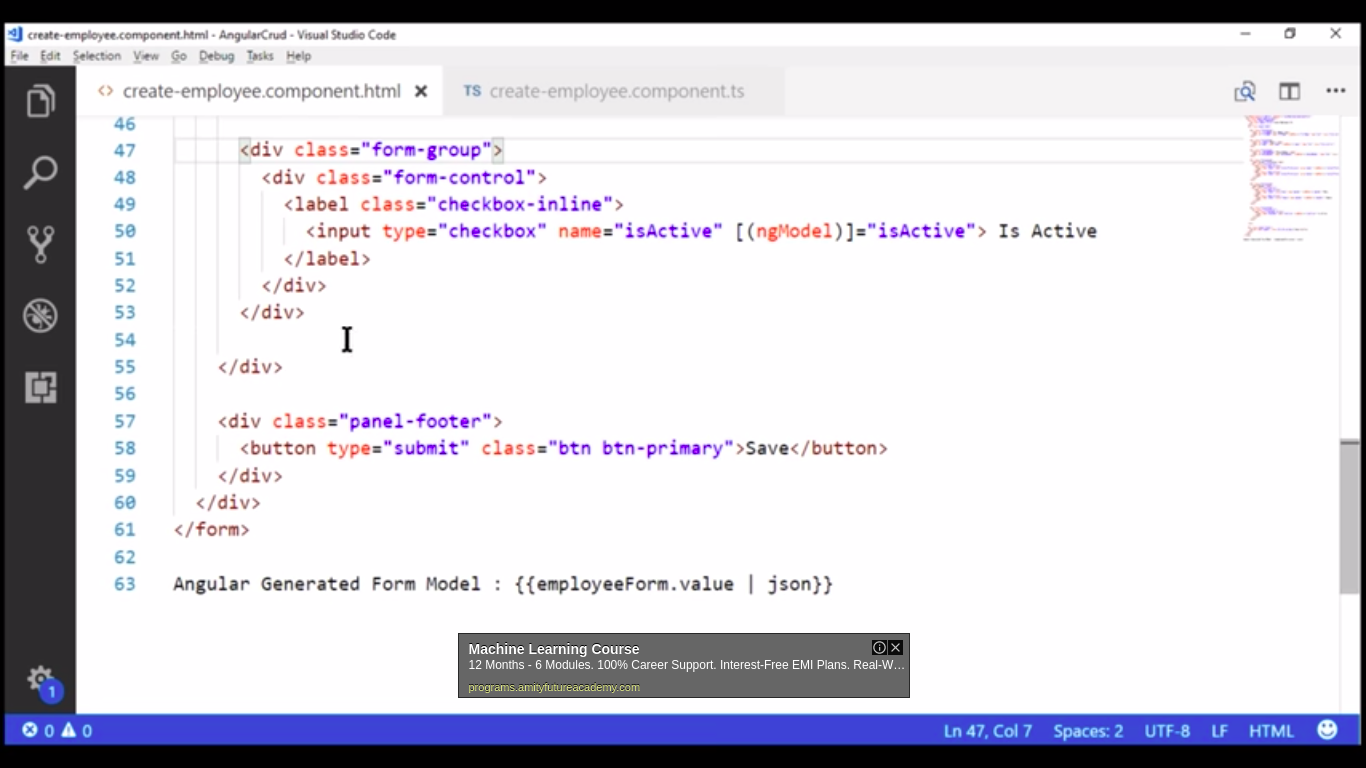 create-employee.component.html - AngularCrud - Visual Studio Code
File Edit Selection View Go Debug Tasks Help
<> create-employee.component.html TS create-employee.component.ts
46
47 <div class="form-group">
48 <div class="form-control">
49 <label class="checkbox-inline">
50 <input type="checkbox" name="isActive" [(ngModel)]="isActive"> Is Active
51 </label>
52 </div>
53 </div>
54
55 </div>
56
57 <div class="panel-footer">
58 <button type="submit" class="btn btn-primary">Save</button>
59 </div>
60 </div>
61 </form>
62
63 Angular Generated Form Model : {{employeeForm.value | json}}
Machine Learning Course
12 Months - 6 Modules. 100% Career Support. Interest-Free EMI Plans. Real-W...
programs.amityfutureacademy.com
1
0 0 Ln 47, Col 7 Spaces: 2 UTF-8 LF HTML